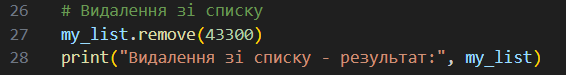 26 # Видалення зі списку
27 my_list.remove(43300)
28 print("Видалення зі списку - результат:", my_list)